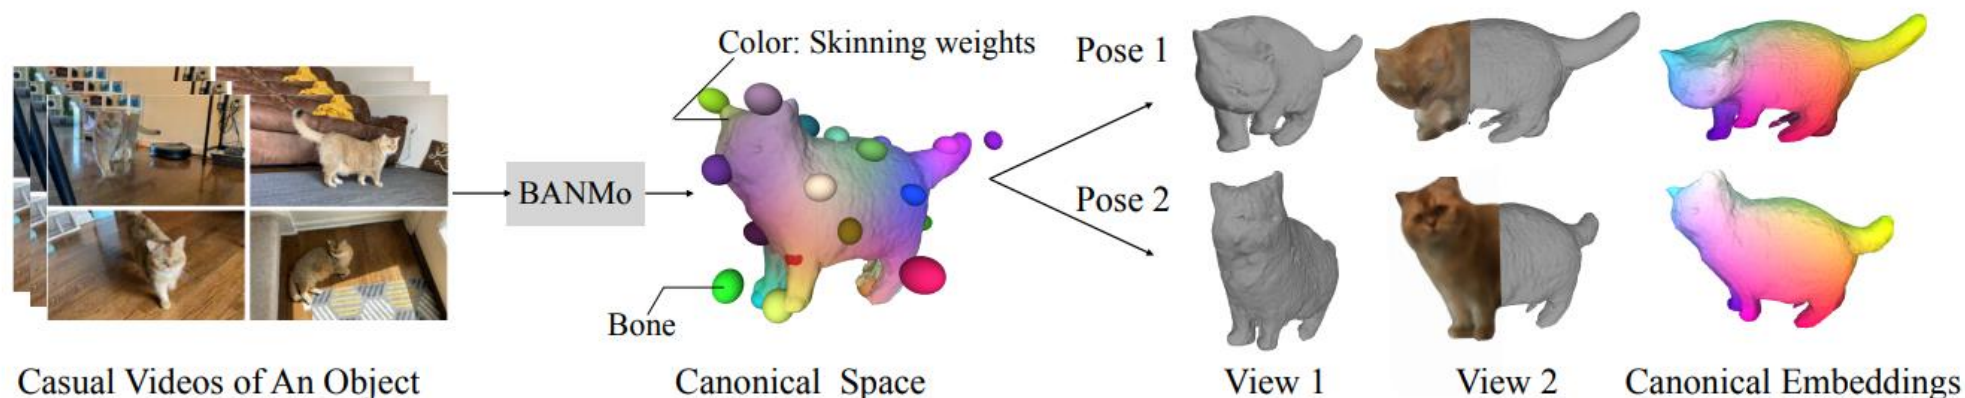 Color: Skinning weights
Pose 1
BANMo
Pose 2
Bone
Casual Videos of An Object
Canonical Space
View 1
View 2
Canonical Embeddings